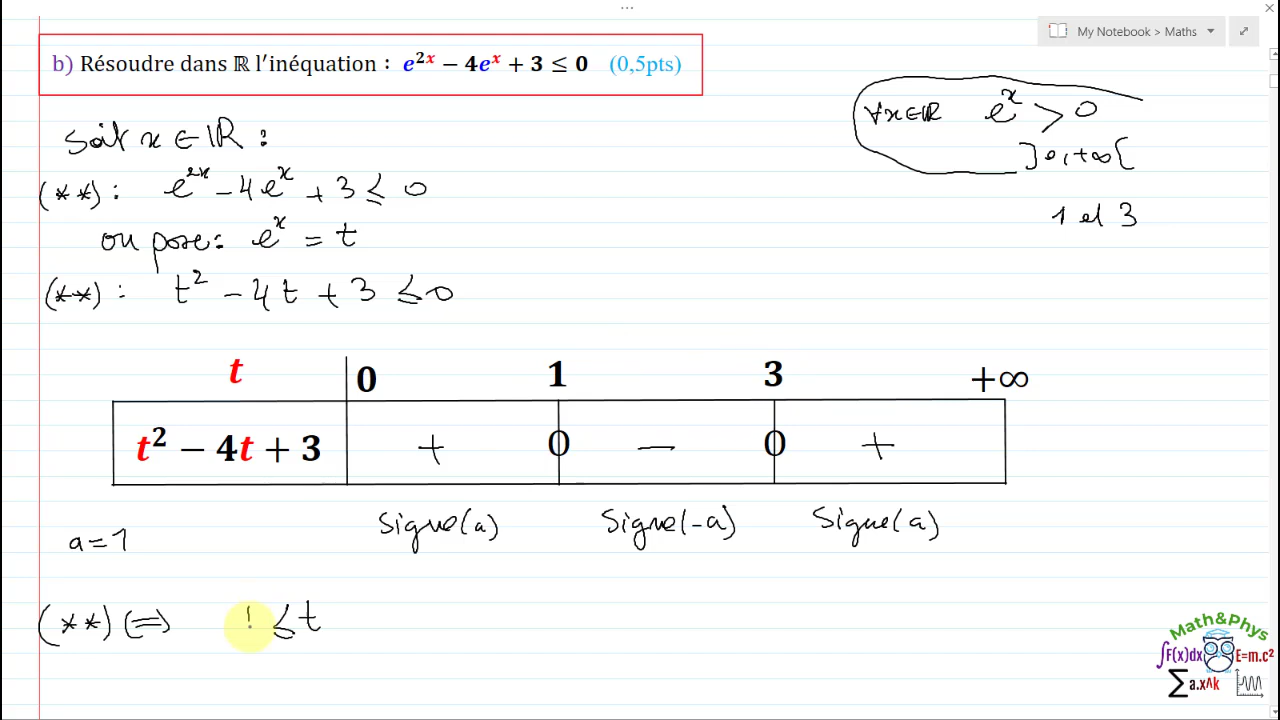 My Notebook > Maths
b) Résoudre dans ℝ l'inéquation : e^{2x} − 4e^x + 3 ≤ 0 (0,5pts)
∀x∈ℝ e^x > 0
]0,+∞[
1 et 3
Soit x ∈ ℝ :
(**) : e^{2x} − 4e^x + 3 ≤ 0
on pose : e^x = t
(**) : t² − 4t + 3 ≤ 0
t 0 1 3 +∞
t² − 4t + 3 + 0 − 0 +
Signe(a) Signe(-a) Signe(a)
a = 1
(**) ⟺ 1 ≤ t
Math&Phys
∫F(x)dx E=m.c²
∑ a.x^k